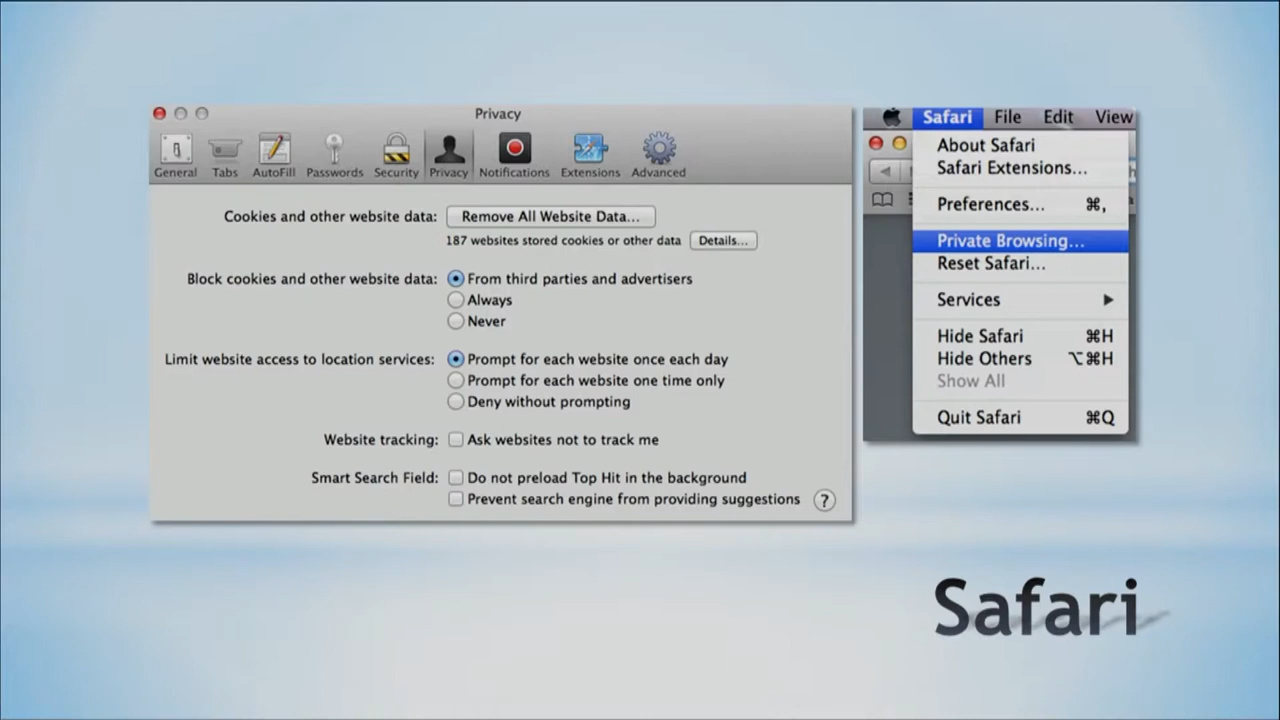 Privacy
General Tabs AutoFill Passwords Security Privacy Notifications Extensions Advanced
Cookies and other website data: Remove All Website Data...
187 websites stored cookies or other data Details...
Block cookies and other website data: From third parties and advertisers
Always
Never
Limit website access to location services: Prompt for each website once each day
Prompt for each website one time only
Deny without prompting
Website tracking: Ask websites not to track me
Smart Search Field: Do not preload Top Hit in the background
Prevent search engine from providing suggestions ?
Safari File Edit View
About Safari
Safari Extensions...
Preferences... ⌘,
Private Browsing...
Reset Safari...
Services ▶
Hide Safari ⌘H
Hide Others ⌥⌘H
Show All
Quit Safari ⌘Q
Safari